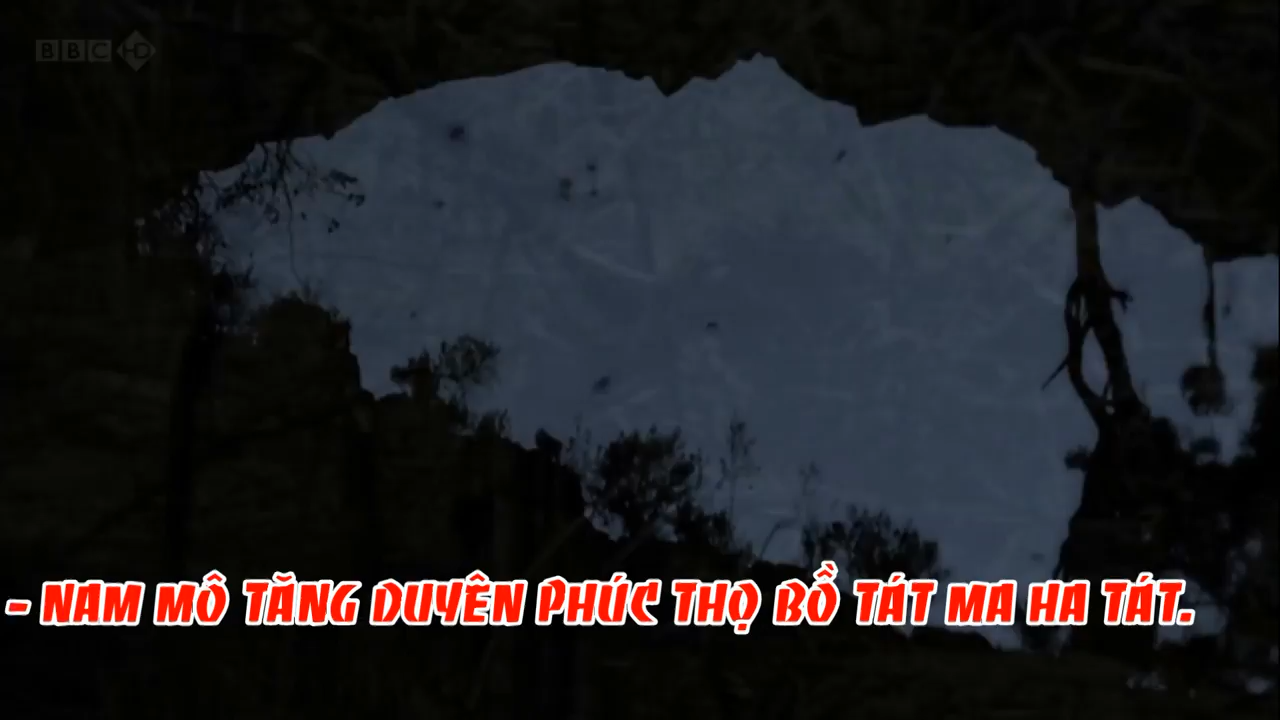 BBC HD
- NAM MÔ TĂNG DUYÊN PHÚC THỌ BỒ TÁT MA HA TÁT.